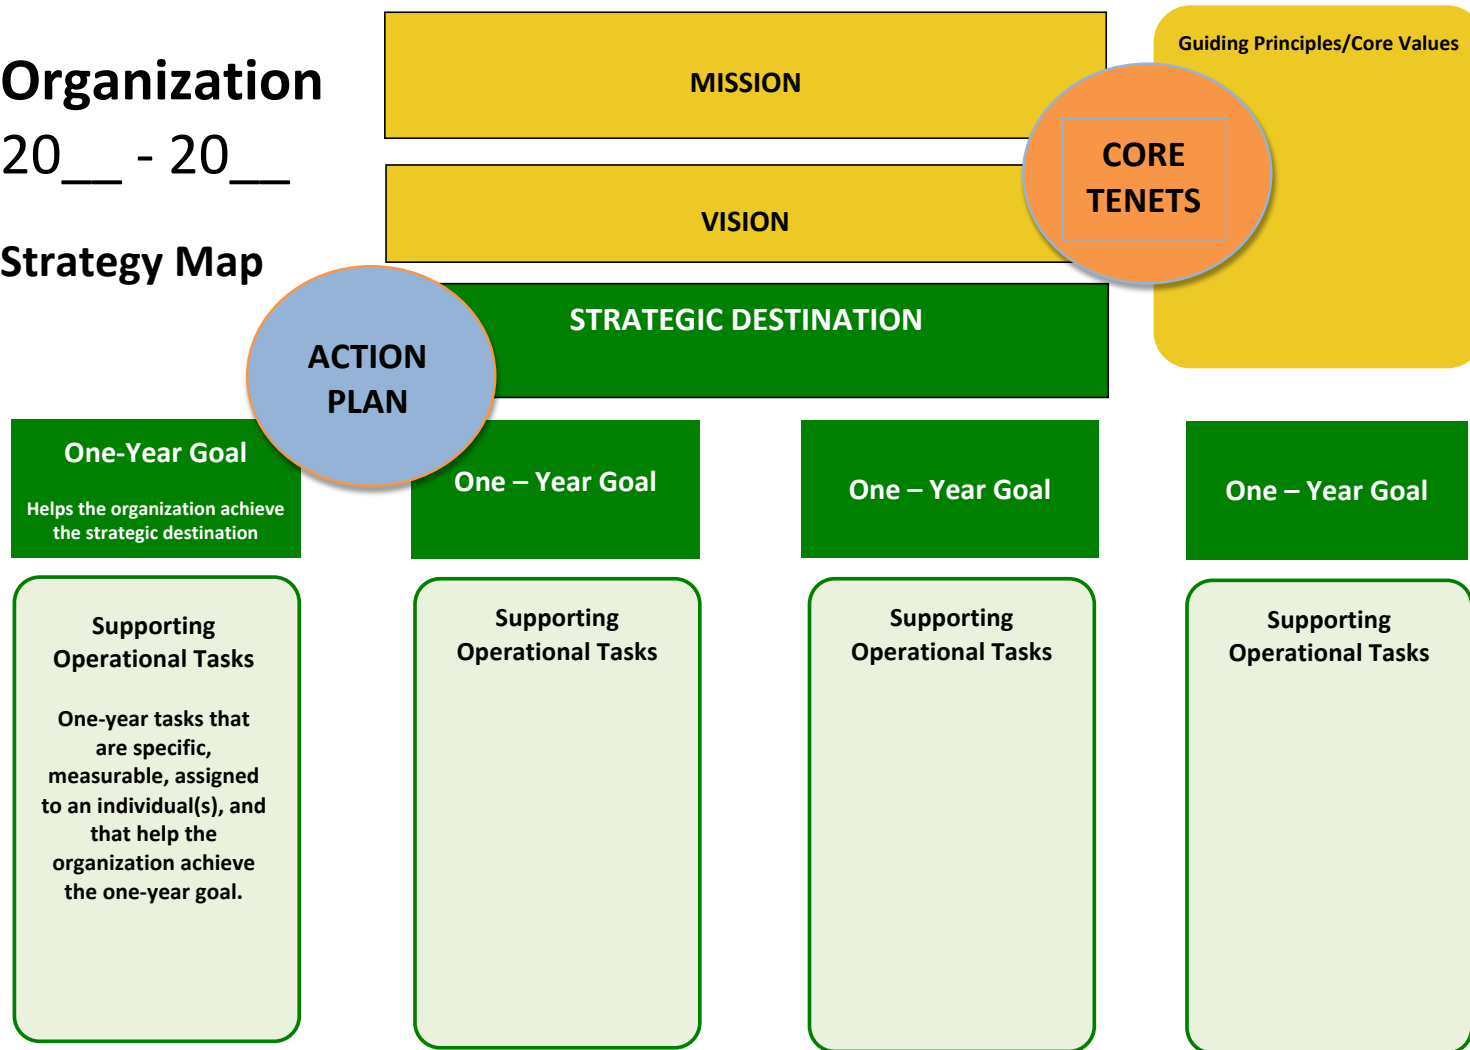 Organization
20__ - 20__
Strategy Map
MISSION
VISION
STRATEGIC DESTINATION
Guiding Principles/Core Values
CORE
TENETS
ACTION
PLAN
One-Year Goal
Helps the organization achieve
the strategic destination
One – Year Goal
One – Year Goal
One – Year Goal
Supporting
Operational Tasks
One-year tasks that
are specific,
measurable, assigned
to an individual(s), and
that help the
organization achieve
the one-year goal.
Supporting
Operational Tasks
Supporting
Operational Tasks
Supporting
Operational Tasks